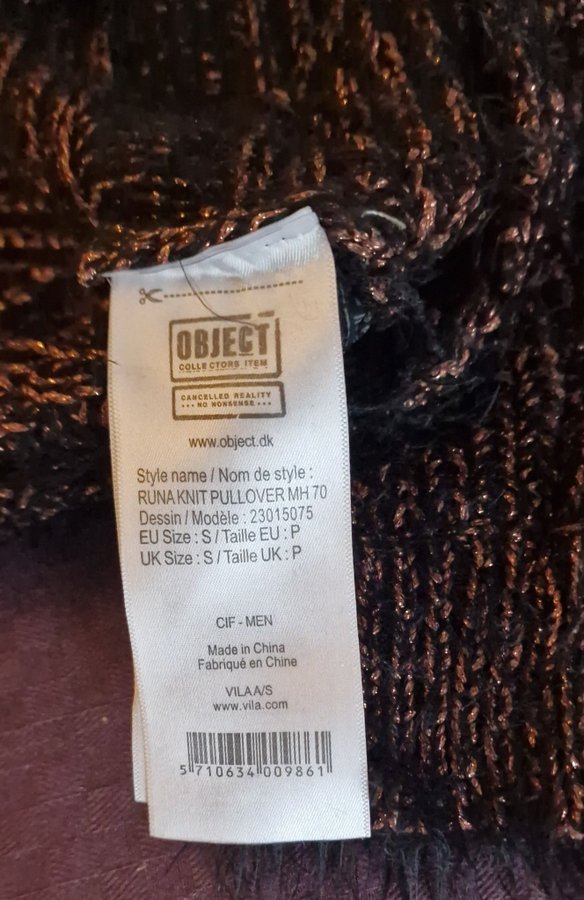 OBJECT
COLLECTORS ITEM
CANCELLED REALITY
••• NO NONSENSE •••
www.object.dk
Style name / Nom de style :
RUNA KNIT PULLOVER MH 70
Dessin / Modèle : 23015075
EU Size : S / Taille EU : P
UK Size : S / Taille UK : P
CIF - MEN
Made in China
Fabriqué en Chine
VILA A/S
www.vila.com
5 710634 009861